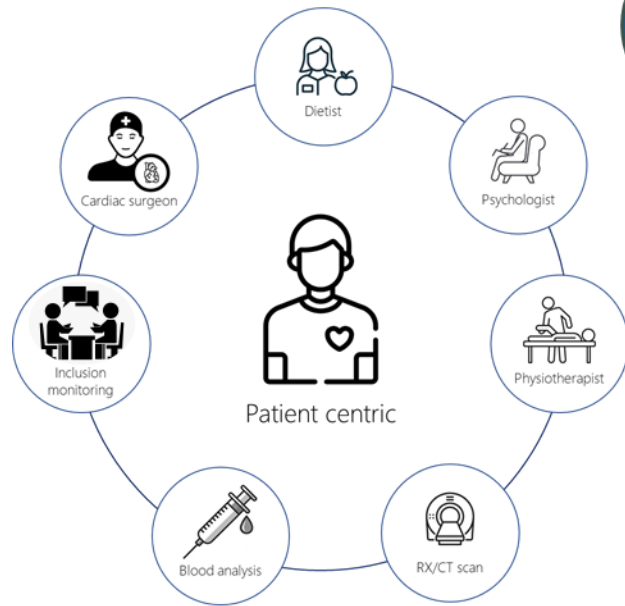 Dietist
Cardiac surgeon
Psychologist
Inclusion
monitoring
Physiotherapist
Patient centric
Blood analysis
RX/CT scan